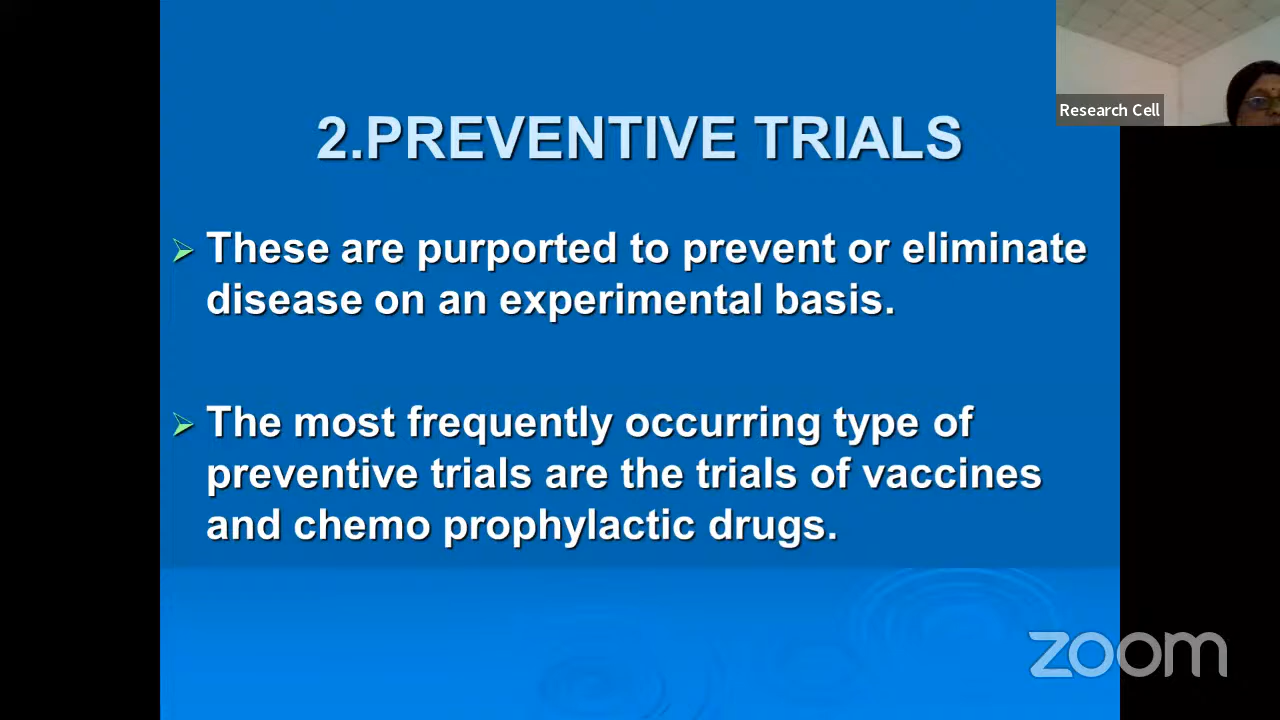 Research Cell
2.PREVENTIVE TRIALS
These are purported to prevent or eliminate
disease on an experimental basis.
The most frequently occurring type of
preventive trials are the trials of vaccines
and chemo prophylactic drugs.
zoom